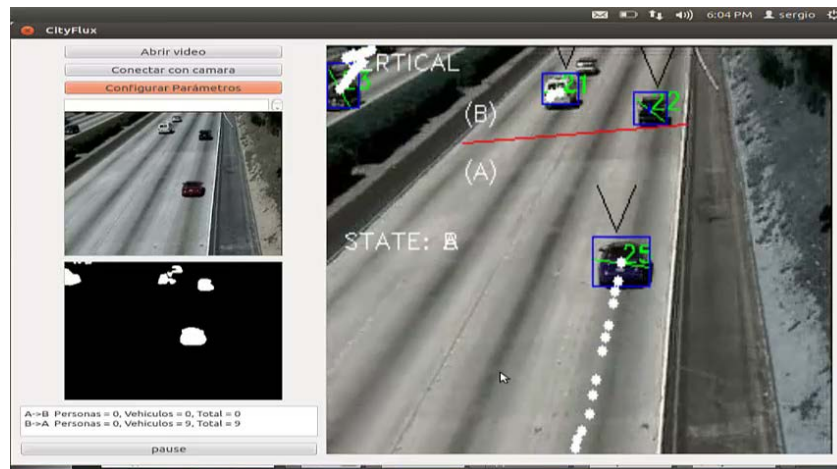 6:04 PM sergio
CityFlux
Abrir video
Conectar con camara
Configurar Parámetros
VERTICAL
21
22
(B)
(A)
STATE:
25
A->B Personas = 0, Vehiculos = 0, Total = 0
B->A Personas = 0, Vehiculos = 9, Total = 9
pause